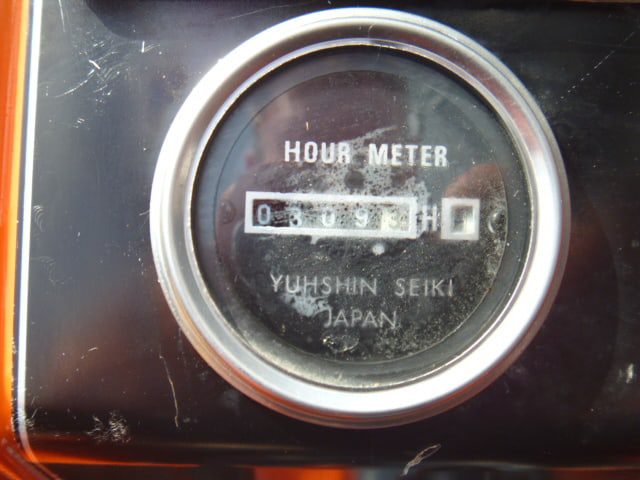 HOUR METER
0309 H
YUHSHIN SEIKI
JAPAN